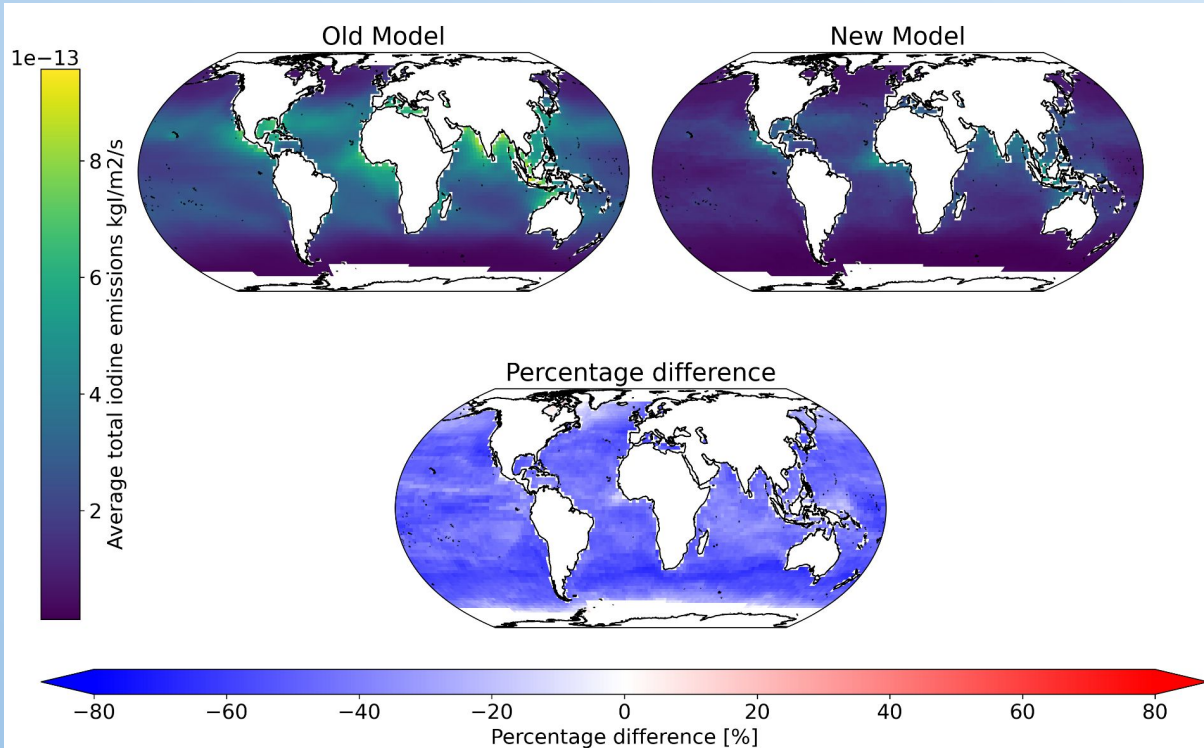 Old Model
New Model
1e−13
8
6
4
2
Average total iodine emissions kgI/m2/s
Percentage difference
−80 −60 −40 −20 0 20 40 60 80
Percentage difference [%]